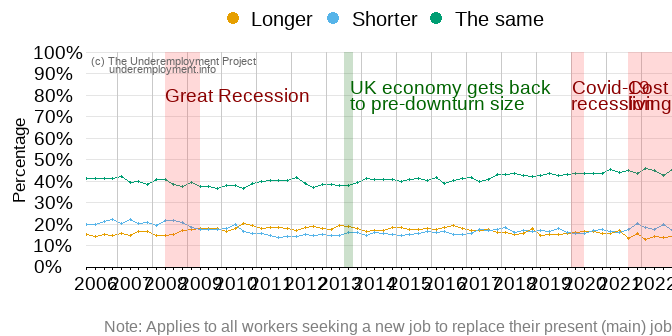 Longer Shorter The same
100%
90%
80%
70%
60%
50%
40%
30%
20%
10%
0%
Percentage
(c) The Underemployment Project
underemployment.info
Great Recession
UK economy gets back
to pre-downturn size
Covid-19
recession
Cost
living
2006 2007 2008 2009 2010 2011 2012 2013 2014 2015 2016 2017 2018 2019 2020 2021 2022
Note: Applies to all workers seeking a new job to replace their present (main) job